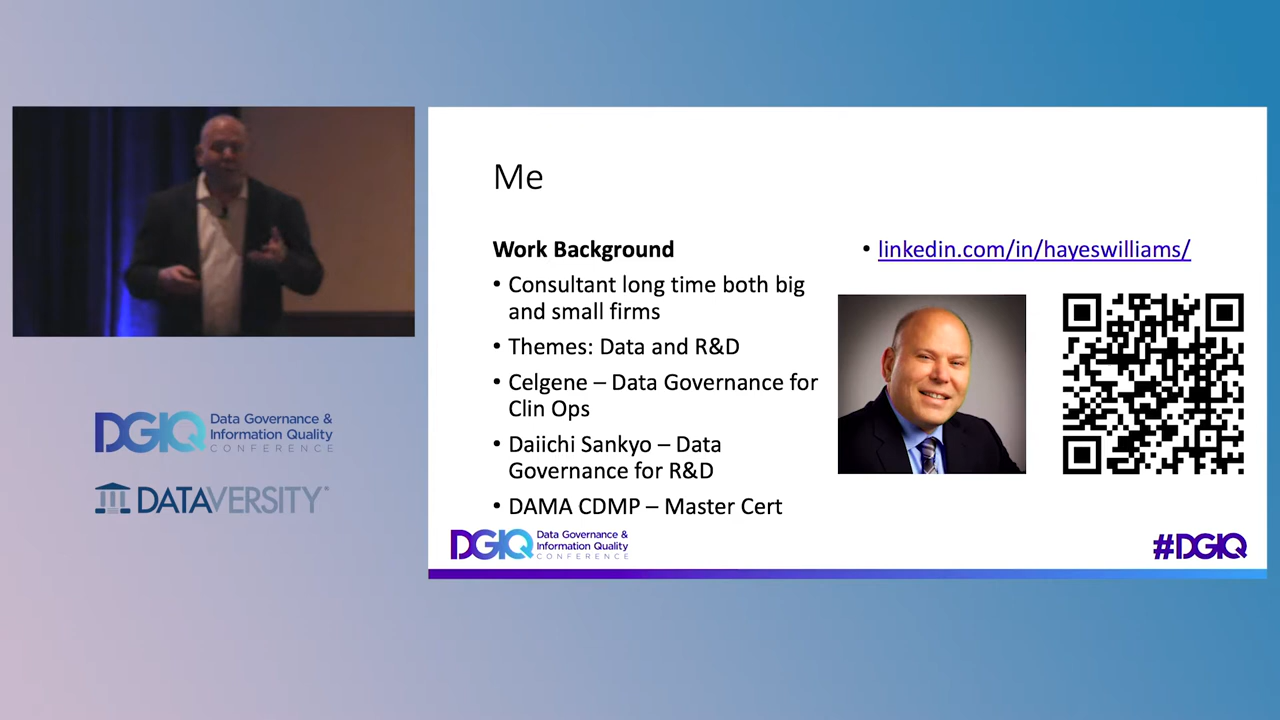 Me
Work Background
• Consultant long time both big
and small firms
• Themes: Data and R&D
• Celgene – Data Governance for
Clin Ops
• Daiichi Sankyo – Data
Governance for R&D
• DAMA CDMP – Master Cert
• linkedin.com/in/hayeswilliams/
DGIQ Data Governance &
Information Quality
CONFERENCE
#DGIQ
DGIQ Data Governance &
Information Quality
CONFERENCE
DATAVERSITY